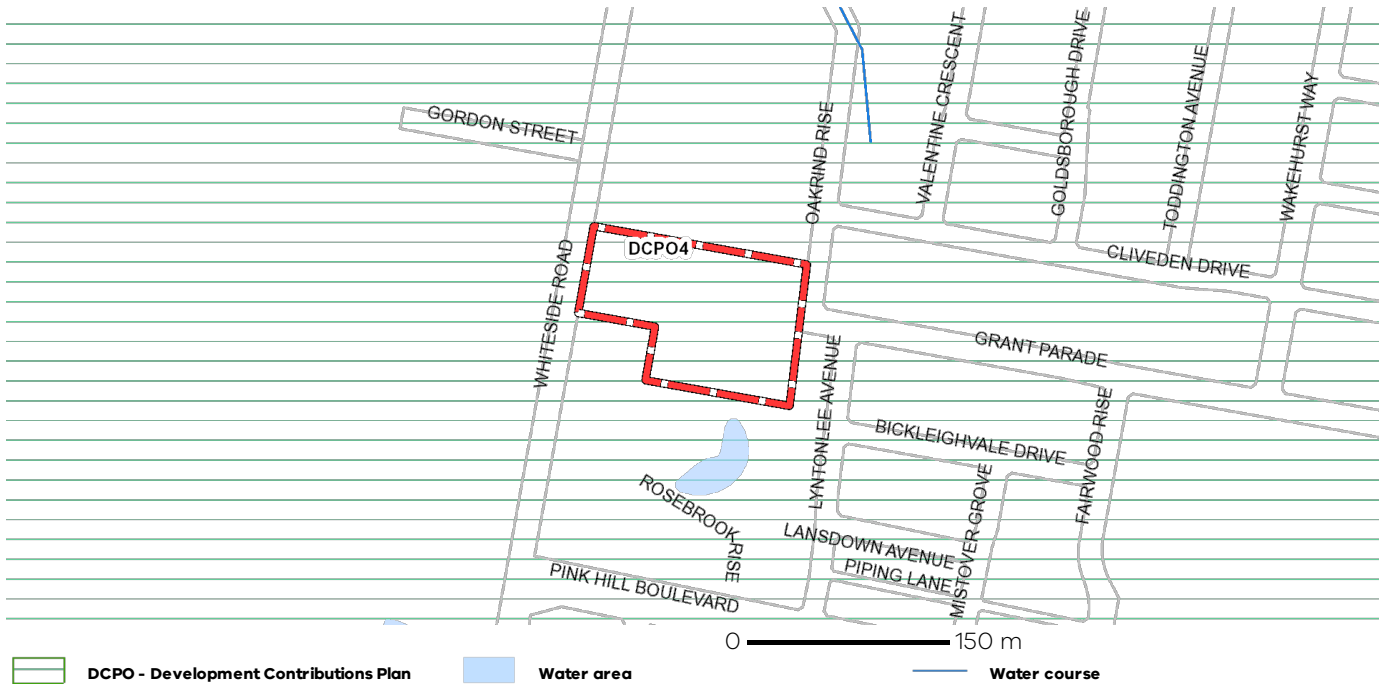 GORDON STREET
OAKRIND RISE
VALENTINE CRESCENT
GOLDSBOROUGH DRIVE
TODDINGTON AVENUE
WAKEHURST WAY
DCPO4
WHITESIDE ROAD
CLIVEDEN DRIVE
GRANT PARADE
LYNTONLEE AVENUE
BICKLEIGHVALE DRIVE
FAIRWOOD RISE
ROSEBROOK RISE
LANSDOWN AVENUE
MISTOVER GROVE
PIPING LANE
PINK HILL BOULEVARD
0 150 m
DCPO - Development Contributions Plan
Water area
Water course